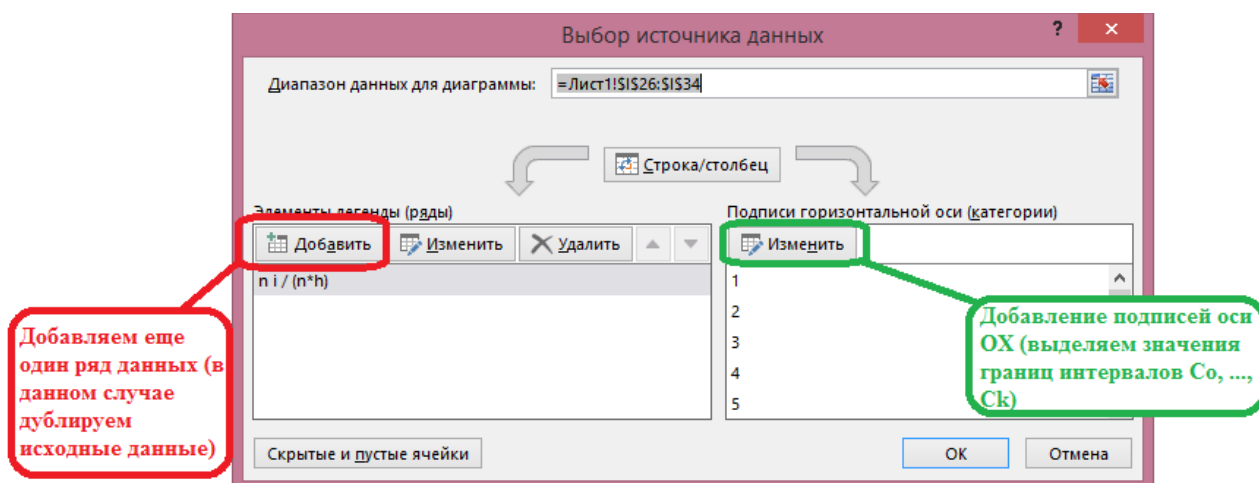 Выбор источника данных
?
×
Диапазон данных для диаграммы:
=Лист1!$I$26:$I$34
Строка/столбец
Элементы легенды (ряды)
Добавить
Изменить
Удалить
n i / (n*h)
Подписи горизонтальной оси (категории)
Изменить
1
2
3
4
5
Скрытые и пустые ячейки
ОК
Отмена
Добавляем еще
один ряд данных (в
данном случае
дублируем
исходные данные)
Добавление подписей оси
ОХ (выделяем значения
границ интервалов Co, ...,
Ck)